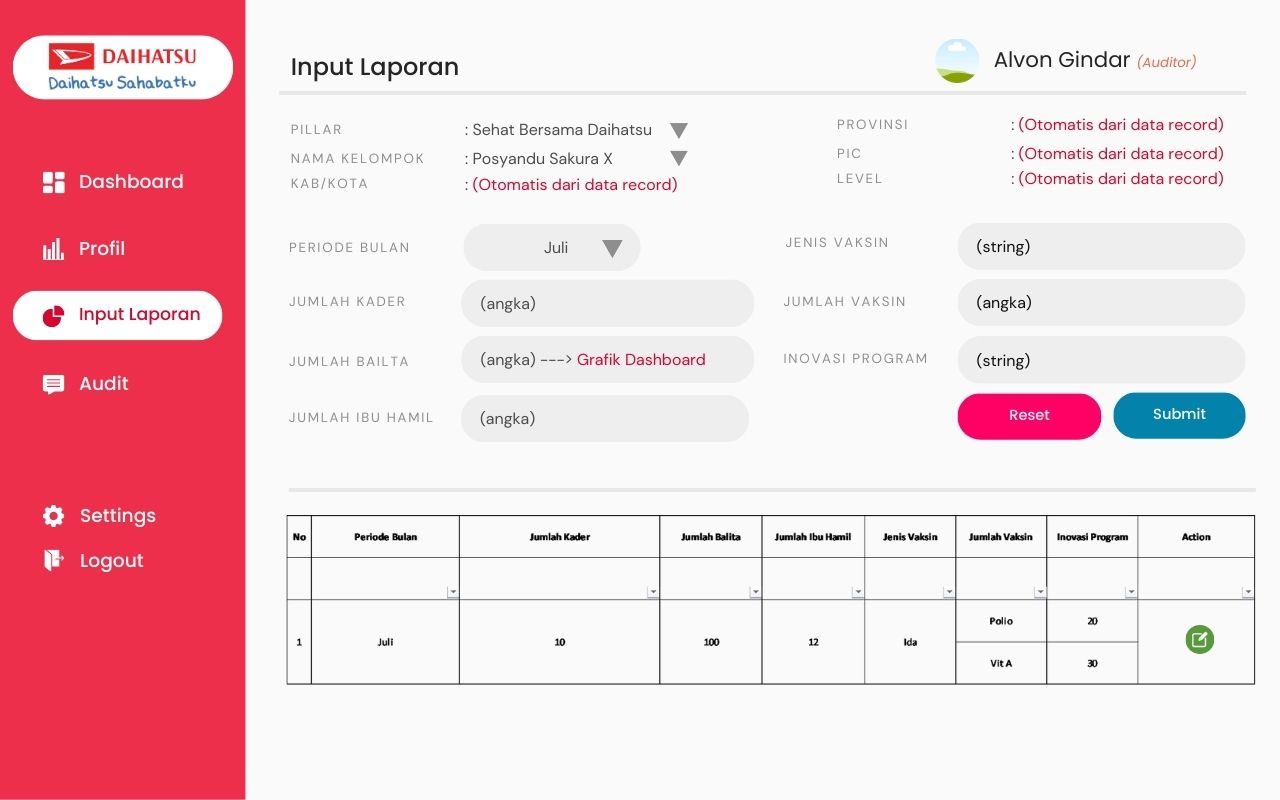 DAIHATSU
Daihatsu Sahabatku
Dashboard
Profil
Input Laporan
Audit
Settings
Logout
Input Laporan
Alvon Gindar (Auditor)
PILLAR : Sehat Bersama Daihatsu
NAMA KELOMPOK : Posyandu Sakura X
KAB/KOTA : (Otomatis dari data record)
PROVINSI : (Otomatis dari data record)
PIC : (Otomatis dari data record)
LEVEL : (Otomatis dari data record)
PERIODE BULAN Juli
JUMLAH KADER (angka)
JUMLAH BAILTA (angka) ---> Grafik Dashboard
JUMLAH IBU HAMIL (angka)
JENIS VAKSIN (string)
JUMLAH VAKSIN (angka)
INOVASI PROGRAM (string)
Reset Submit
No Periode Bulan Jumlah Kader Jumlah Balita Jumlah Ibu Hamil Jenis Vaksin Jumlah Vaksin Inovasi Program Action
1 Juli 10 100 12 Ida
Polio 20
Vit A 30